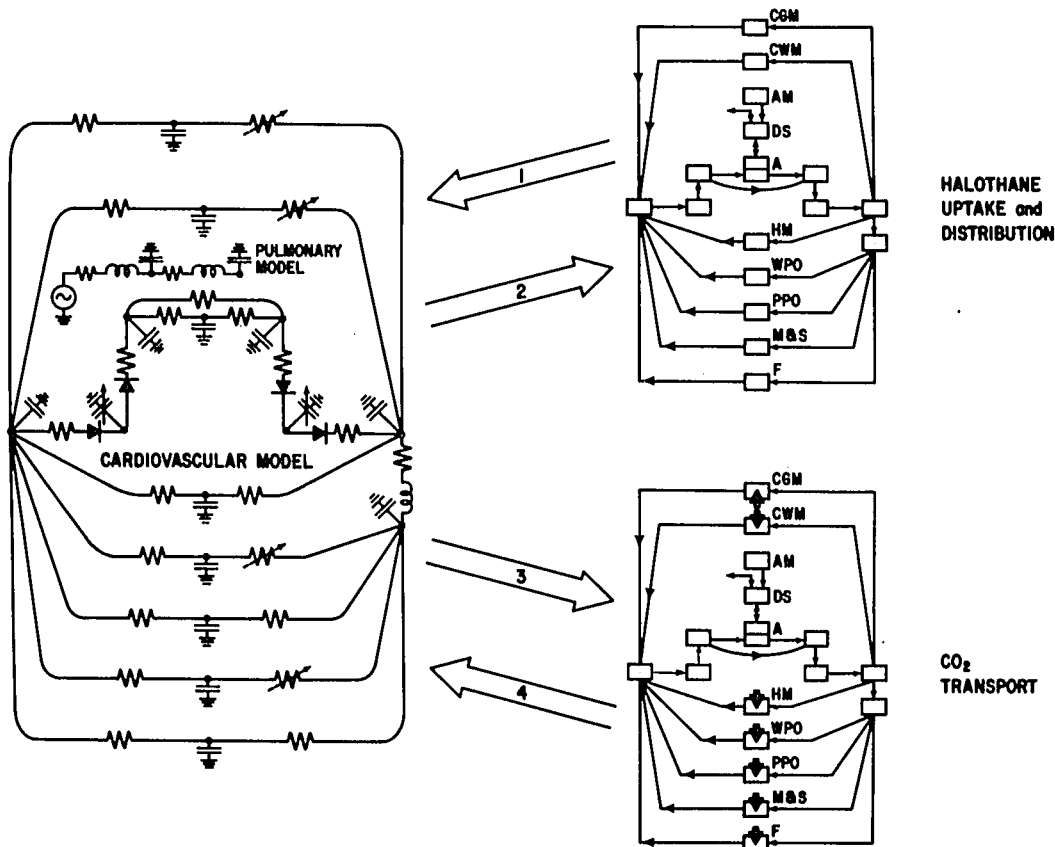 PULMONARY
MODEL
CARDIOVASCULAR MODEL
1
2
3
4
CGM
CWM
AM
DS
A
HM
WPO
PPO
M&S
F
HALOTHANE
UPTAKE and
DISTRIBUTION
CGM
CWM
AM
DS
A
HM
WPO
PPO
M&S
F
CO₂
TRANSPORT